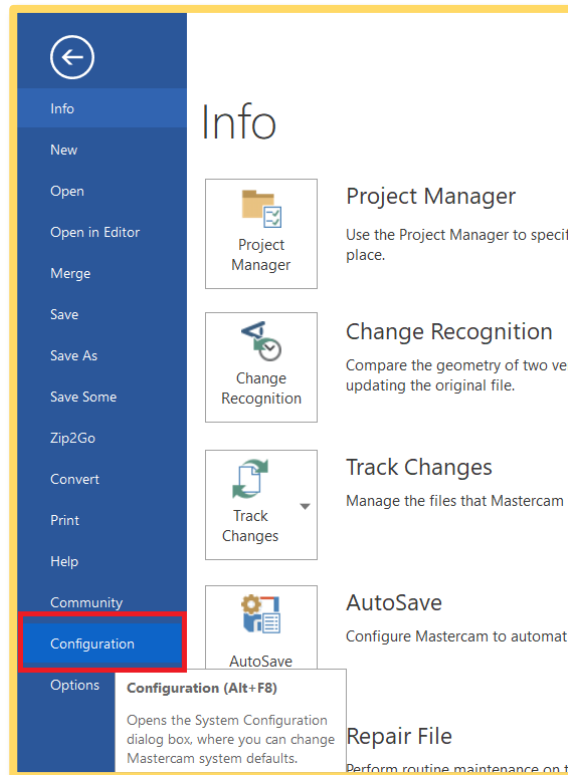 Info
New
Open
Open in Editor
Merge
Save
Save As
Save Some
Zip2Go
Convert
Print
Help
Community
Configuration
Options
Configuration (Alt+F8)
Opens the System Configuration
dialog box, where you can change
Mastercam system defaults.
Info
Project
Manager
Project Manager
Use the Project Manager to specif
place.
Change
Recognition
Change Recognition
Compare the geometry of two ve
updating the original file.
Track
Changes
Track Changes
Manage the files that Mastercam
AutoSave
AutoSave
Configure Mastercam to automat
Repair File
Perform routine maintenance on t